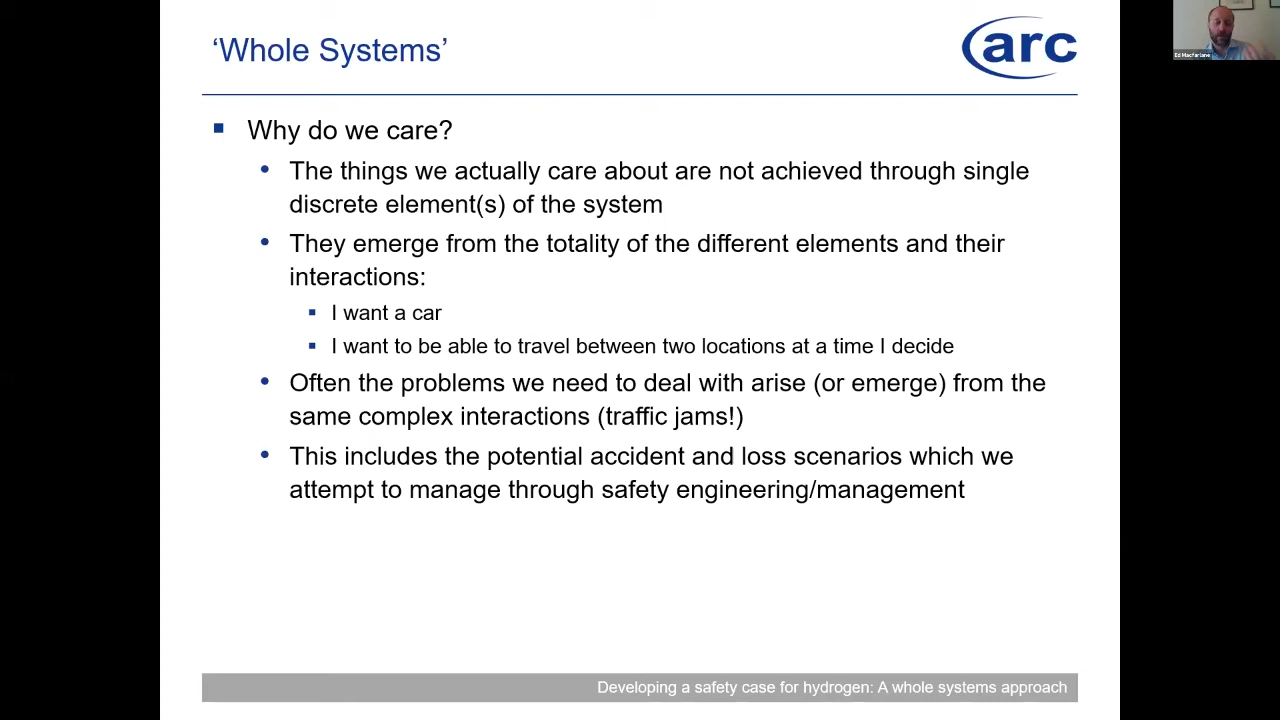 ‘Whole Systems’
arc
Ed Macfarlane
Why do we care?
The things we actually care about are not achieved through single
discrete element(s) of the system
They emerge from the totality of the different elements and their
interactions:
I want a car
I want to be able to travel between two locations at a time I decide
Often the problems we need to deal with arise (or emerge) from the
same complex interactions (traffic jams!)
This includes the potential accident and loss scenarios which we
attempt to manage through safety engineering/management
Developing a safety case for hydrogen: A whole systems approach